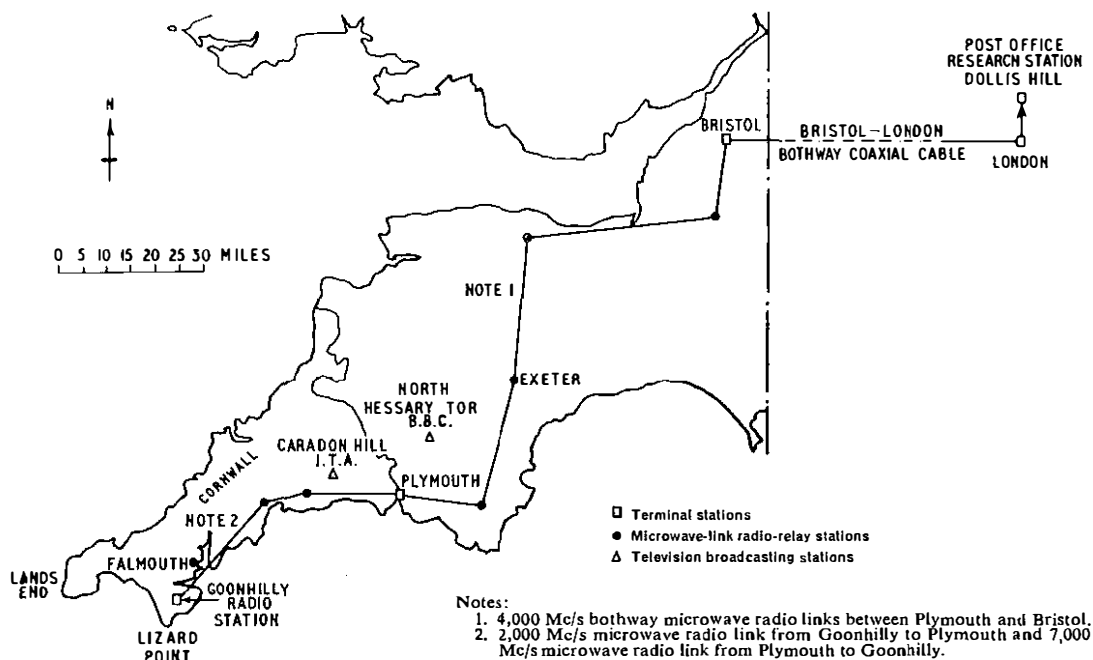 POST OFFICE
RESEARCH STATION
DOLLIS HILL
N
BRISTOL
BRISTOL-LONDON
BOTHWAY COAXIAL CABLE
LONDON
0 5 10 15 20 25 30 MILES
NOTE 1
EXETER
NORTH
HESSARY TOR
B.B.C.
CARADON HILL
I.T.A.
PLYMOUTH
CORNWALL
NOTE 2
FALMOUTH
LANDS
END
GOONHILLY
RADIO
STATION
LIZARD
POINT
Terminal stations
Microwave-link radio-relay stations
Television broadcasting stations
Notes:
1. 4,000 Mc/s bothway microwave radio links between Plymouth and Bristol.
2. 2,000 Mc/s microwave radio link from Goonhilly to Plymouth and 7,000
Mc/s microwave radio link from Plymouth to Goonhilly.